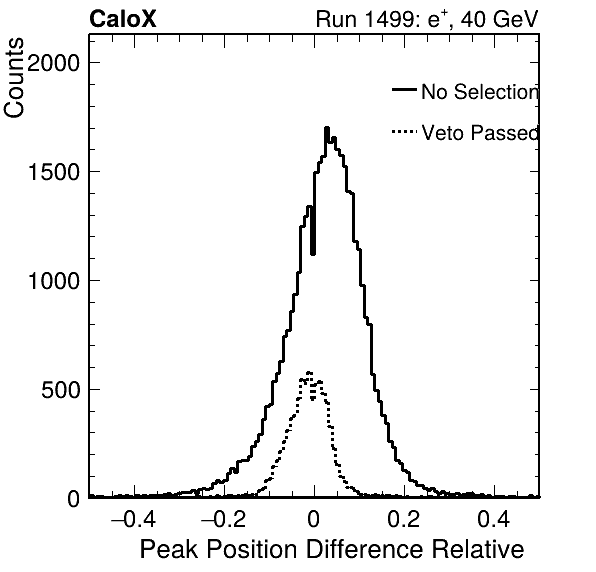 CaloX Run 1499: e⁺, 40 GeV
Counts
2000
1500
1000
500
0
No Selection
Veto Passed
−0.4 −0.2 0 0.2 0.4
Peak Position Difference Relative